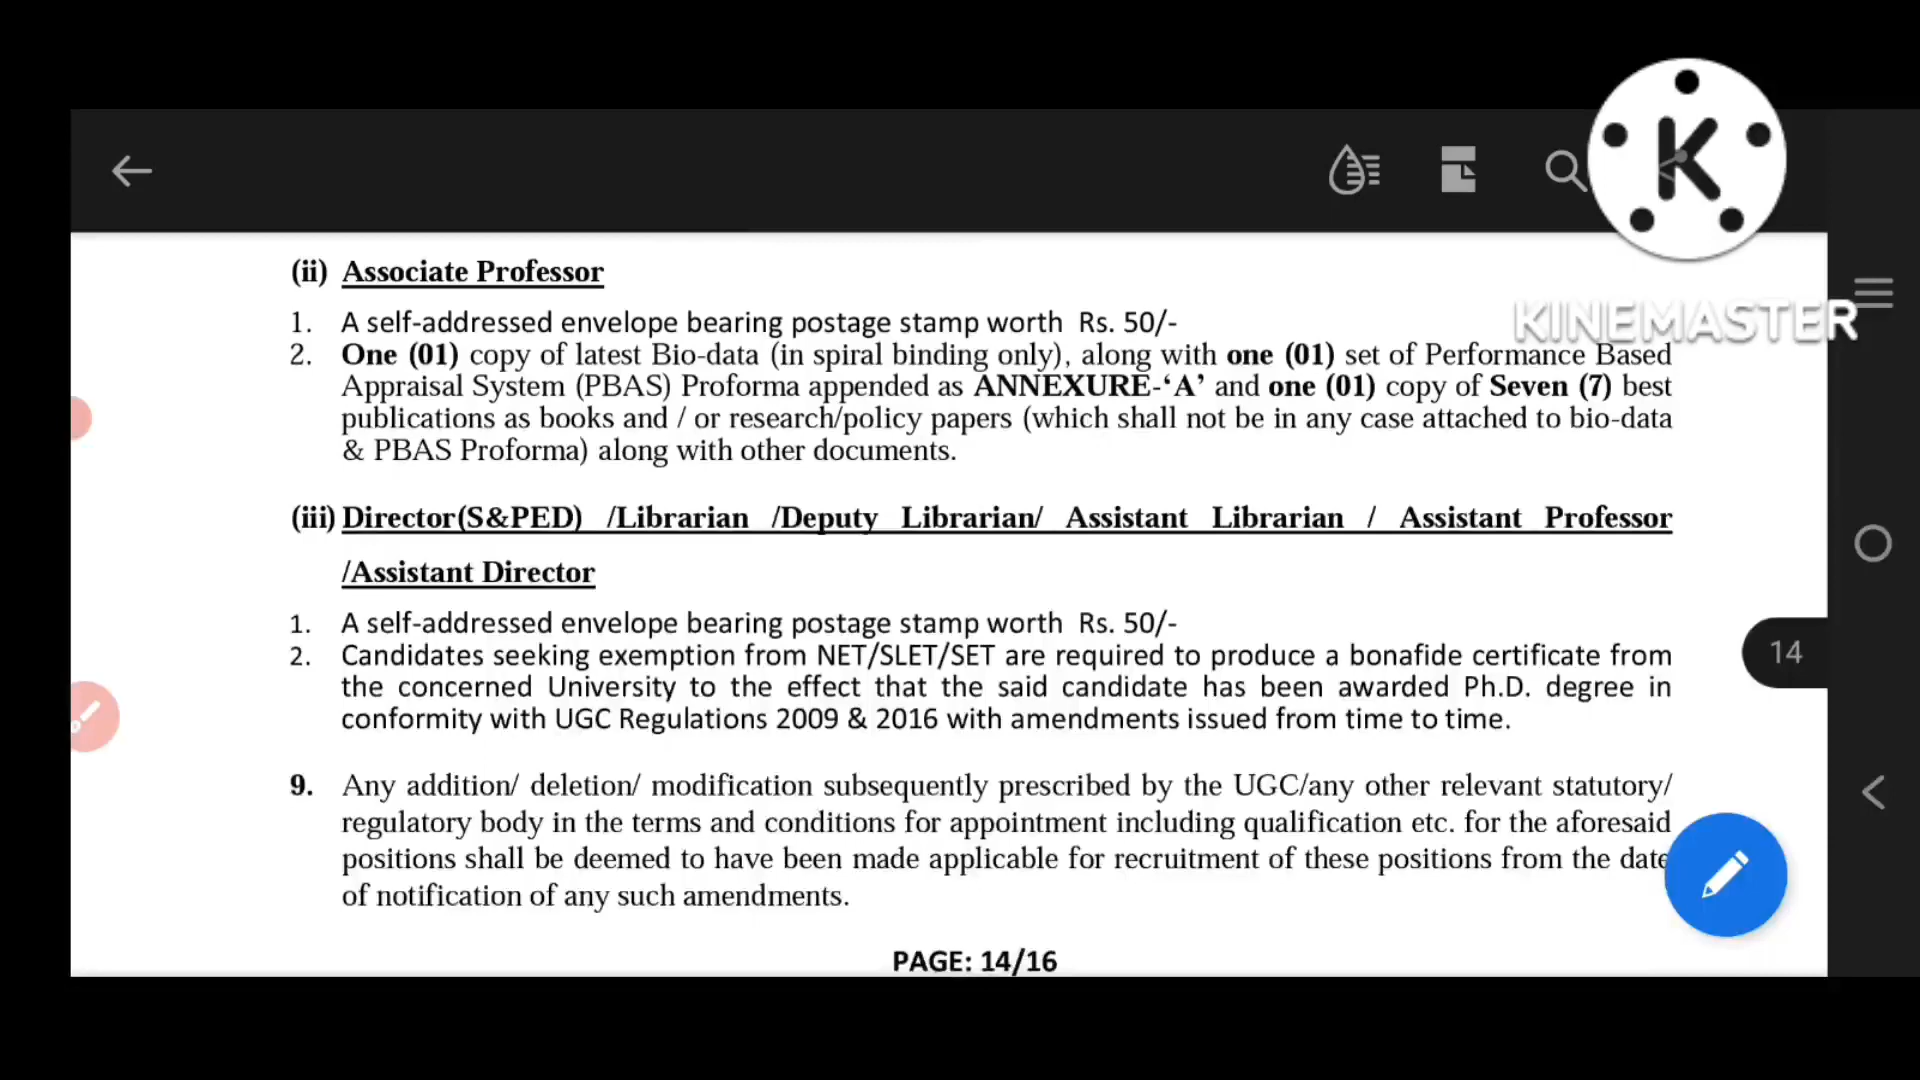 K
KINEMASTER
(ii) Associate Professor
1. A self-addressed envelope bearing postage stamp worth Rs. 50/-
2. One (01) copy of latest Bio-data (in spiral binding only), along with one (01) set of Performance Based
Appraisal System (PBAS) Proforma appended as ANNEXURE-‘A’ and one (01) copy of Seven (7) best
publications as books and / or research/policy papers (which shall not be in any case attached to bio-data
& PBAS Proforma) along with other documents.
(iii) Director(S&PED) /Librarian /Deputy Librarian/ Assistant Librarian / Assistant Professor
/Assistant Director
1. A self-addressed envelope bearing postage stamp worth Rs. 50/-
2. Candidates seeking exemption from NET/SLET/SET are required to produce a bonafide certificate from
the concerned University to the effect that the said candidate has been awarded Ph.D. degree in
conformity with UGC Regulations 2009 & 2016 with amendments issued from time to time.
14
9. Any addition/ deletion/ modification subsequently prescribed by the UGC/any other relevant statutory/
regulatory body in the terms and conditions for appointment including qualification etc. for the aforesaid
positions shall be deemed to have been made applicable for recruitment of these positions from the date
of notification of any such amendments.
PAGE: 14/16